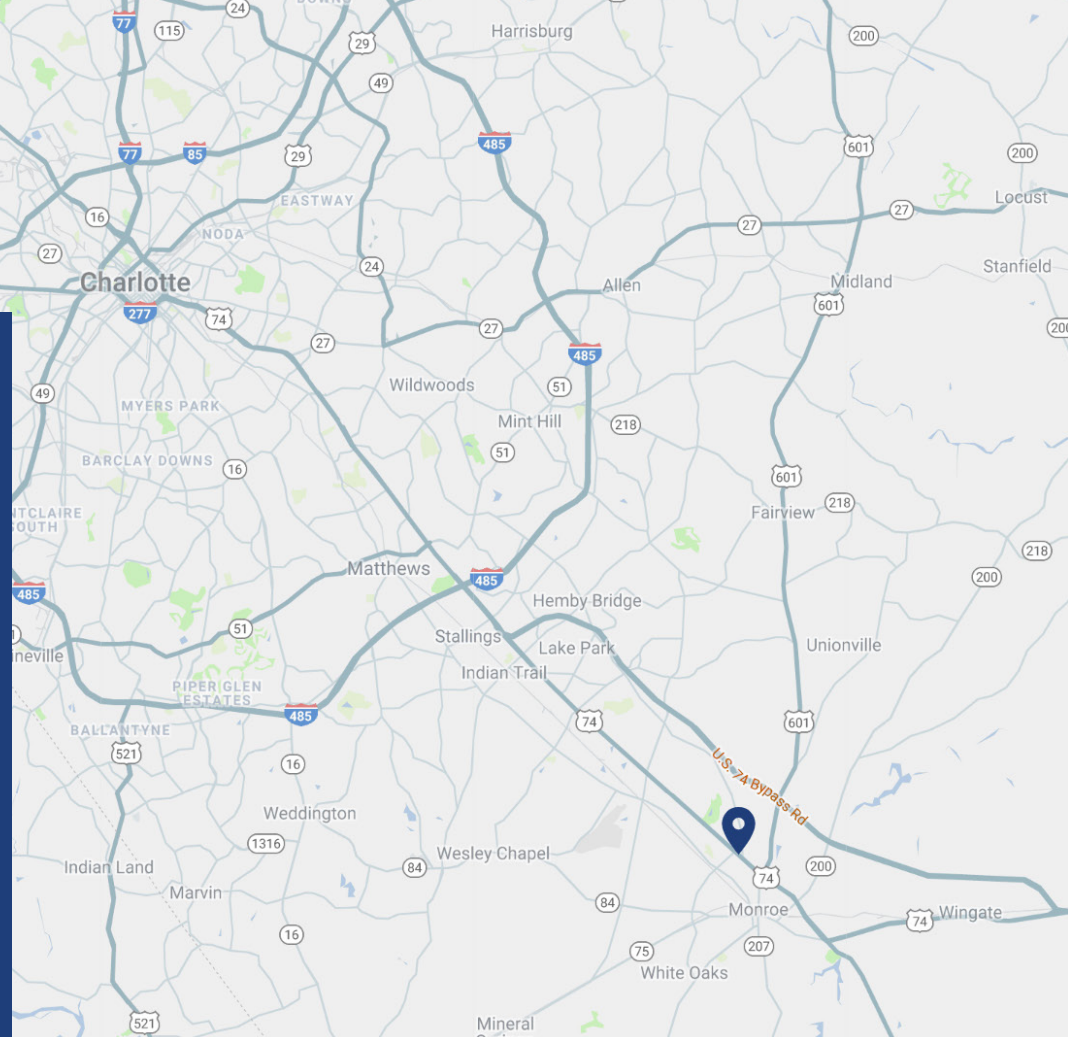 77
24
115
29
Harrisburg
200
49
485
601
77
85
29
200
EASTWAY
Locust
16
27
27
NODA
27
24
Stanfield
Charlotte
Allen
Midland
601
277
74
27
27
485
Wildwoods
51
49
MYERS PARK
Mint Hill
218
51
BARCLAY DOWNS
16
601
Fairview
218
218
Matthews
485
200
485
Hemby Bridge
51
Stallings
Lake Park
Unionville
ineville
Indian Trail
PIPER GLEN
ESTATES
485
74
601
BALLANTYNE
521
16
U.S. 74 Bypass Rd
Weddington
1316
Wesley Chapel
Indian Land
84
200
74
Marvin
84
Monroe
Wingate
74
16
75
207
White Oaks
521
Mineral